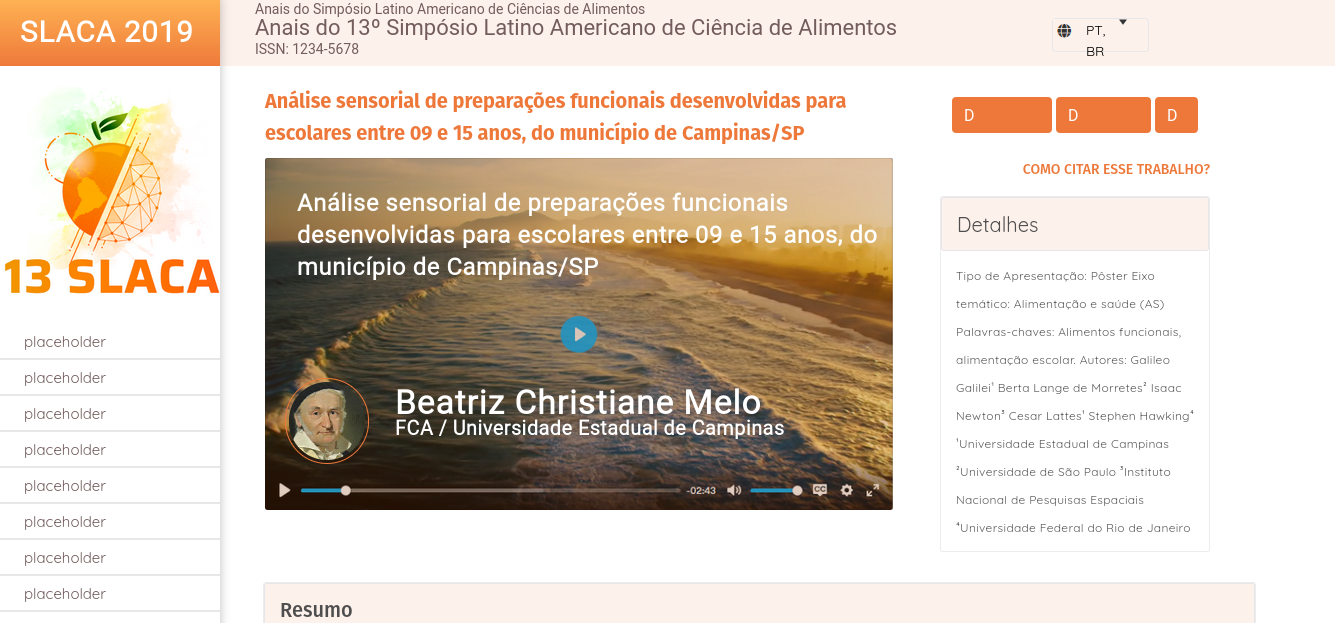 SLACA 2019
Anais do Simpósio Latino Americano de Ciências de Alimentos
Anais do 13º Simpósio Latino Americano de Ciência de Alimentos
ISSN: 1234-5678
PT,
BR
13 SLACA
placeholder
placeholder
placeholder
placeholder
placeholder
placeholder
placeholder
placeholder
Análise sensorial de preparações funcionais desenvolvidas para
escolares entre 09 e 15 anos, do município de Campinas/SP
Análise sensorial de preparações funcionais
desenvolvidas para escolares entre 09 e 15 anos, do
município de Campinas/SP
Beatriz Christiane Melo
FCA / Universidade Estadual de Campinas
-02:43
CC
D D D
COMO CITAR ESSE TRABALHO?
Detalhes
Tipo de Apresentação: Pôster Eixo
temático: Alimentação e saúde (AS)
Palavras-chaves: Alimentos funcionais,
alimentação escolar. Autores: Galileo
Galilei¹ Berta Lange de Morretes² Isaac
Newton³ Cesar Lattes¹ Stephen Hawking⁴
¹Universidade Estadual de Campinas
²Universidade de São Paulo ³Instituto
Nacional de Pesquisas Espaciais
⁴Universidade Federal do Rio de Janeiro
Resumo